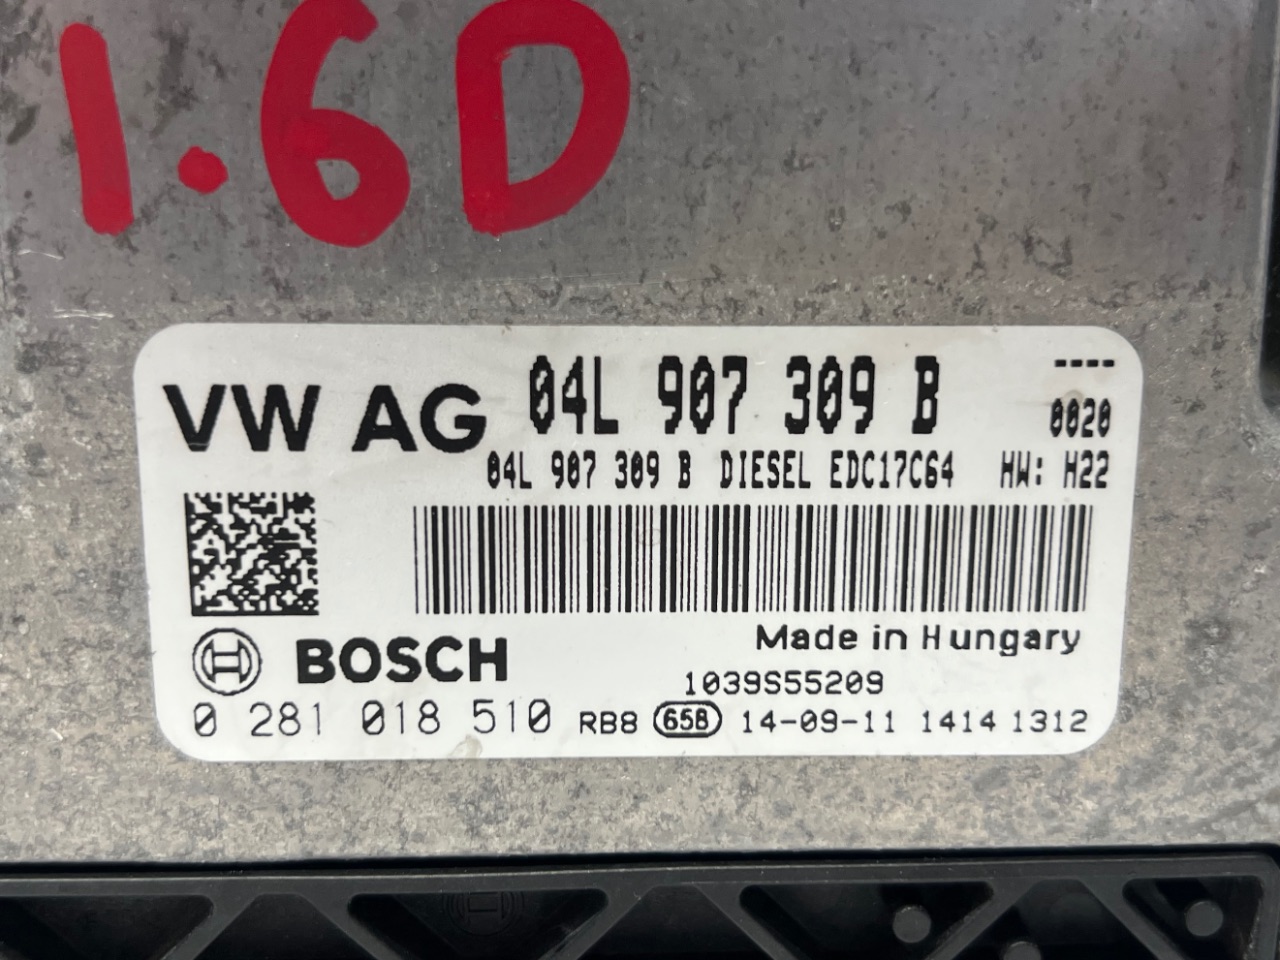 1.6D
VW AG 04L 907 309 B ----
0020
04L 907 309 B DIESEL EDC17C64 HW: H22
BOSCH Made in Hungary
1039S55209
0 281 018 510 RB8 65B 14-09-11 1414 1312